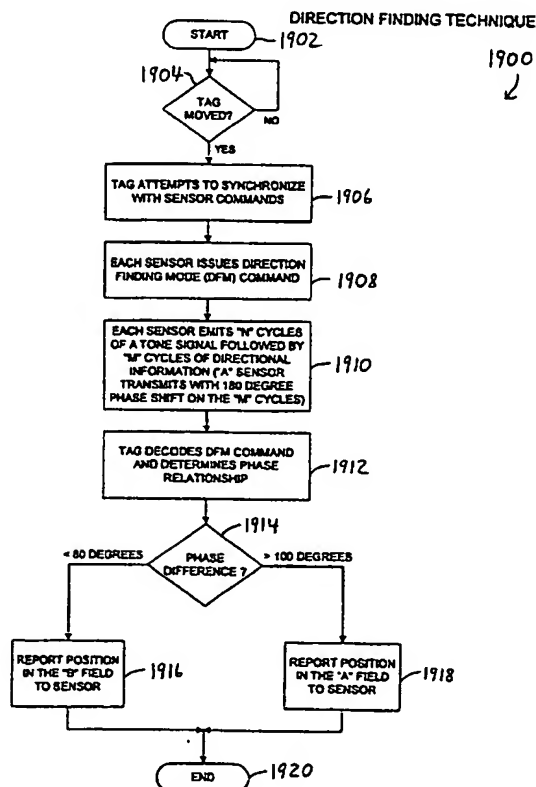 DIRECTION FINDING TECHNIQUE
1900
START
1902
1904
TAG
MOVED?
NO
YES
TAG ATTEMPTS TO SYNCHRONIZE
WITH SENSOR COMMANDS
1906
EACH SENSOR ISSUES DIRECTION
FINDING MODE (DFM) COMMAND
1908
EACH SENSOR EMITS "N" CYCLES
OF A TONE SIGNAL FOLLOWED BY
"M" CYCLES OF DIRECTIONAL
INFORMATION ("A" SENSOR
TRANSMITS WITH 180 DEGREE
PHASE SHIFT ON THE "M" CYCLES)
1910
TAG DECODES DFM COMMAND
AND DETERMINES PHASE
RELATIONSHIP
1912
1914
< 80 DEGREES
PHASE
DIFFERENCE ?
> 100 DEGREES
REPORT POSITION
IN THE "B" FIELD
TO SENSOR
1916
REPORT POSITION
IN THE "A" FIELD
TO SENSOR
1918
END
1920